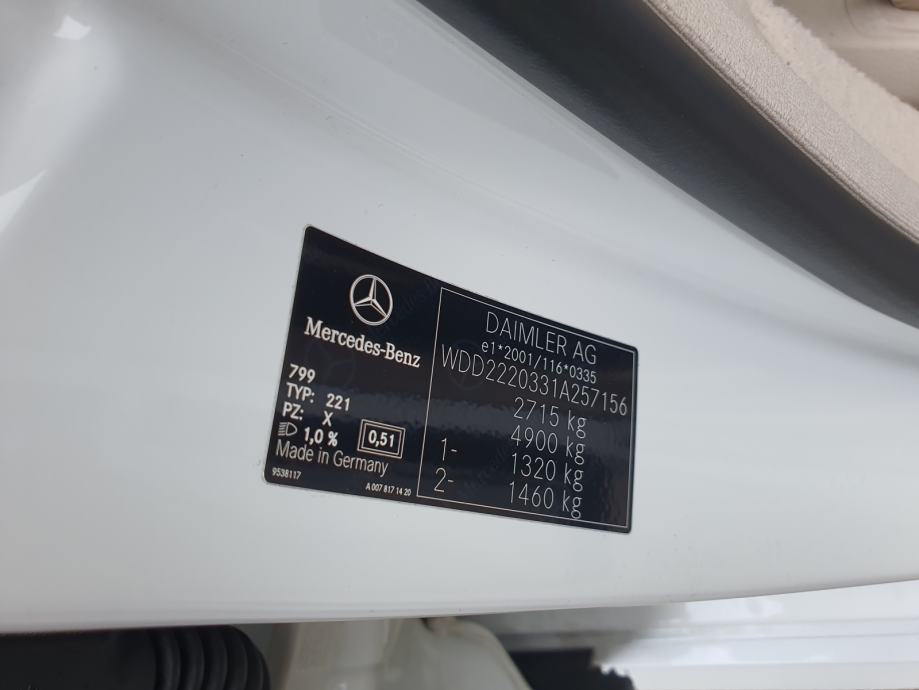 Mercedes-Benz
799
TYP: 221
PZ: X
1,0 % 0,51
Made in Germany
9538117 A 007 817 14 20
DAIMLER AG
e1*2001/116*0335
WDD2220331A257156
2715 kg
4900 kg
1- 1320 kg
2- 1460 kg